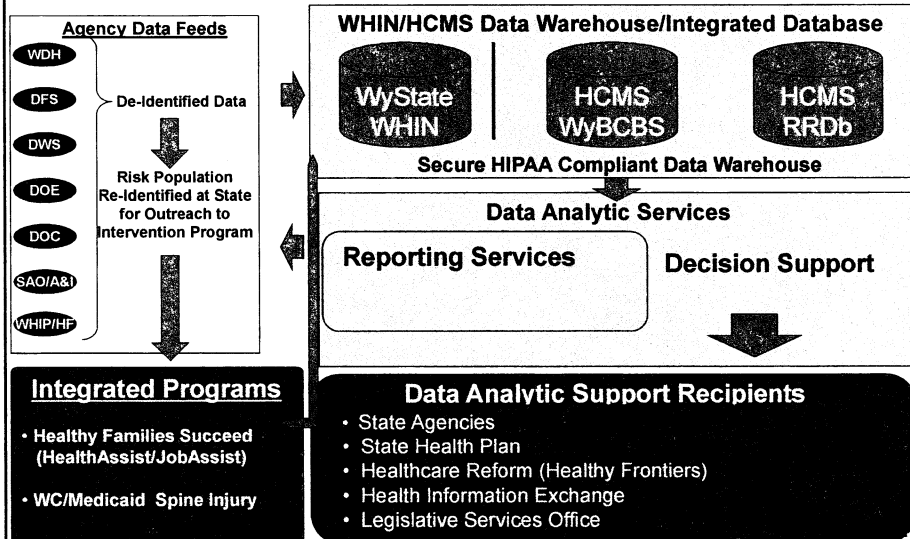 Agency Data Feeds
WDH
DFS
DWS
DOE
DOC
SAO/A&I
WHIP/HF
De-Identified Data
Risk Population
Re-Identified at State
for Outreach to
Intervention Program
WHIN/HCMS Data Warehouse/Integrated Database
WyState
WHIN
HCMS
WyBCBS
HCMS
RRDb
Secure HIPAA Compliant Data Warehouse
Data Analytic Services
Reporting Services
Decision Support
Integrated Programs
• Healthy Families Succeed
(HealthAssist/JobAssist)
• WC/Medicaid Spine Injury
Data Analytic Support Recipients
• State Agencies
• State Health Plan
• Healthcare Reform (Healthy Frontiers)
• Health Information Exchange
• Legislative Services Office